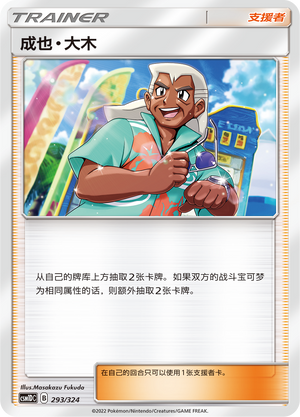 TRAINER
支援者
成也·大木
从自己的牌库上方抽取2张卡牌。如果双方的战斗宝可梦
为相同属性的话，则额外抽取2张卡牌。
Illus.Masakazu Fukuda
CSM1DC B 293/324
在自己的回合只可以使用1张支援者卡。
©2022 Pokémon/Nintendo/Creatures/GAME FREAK.